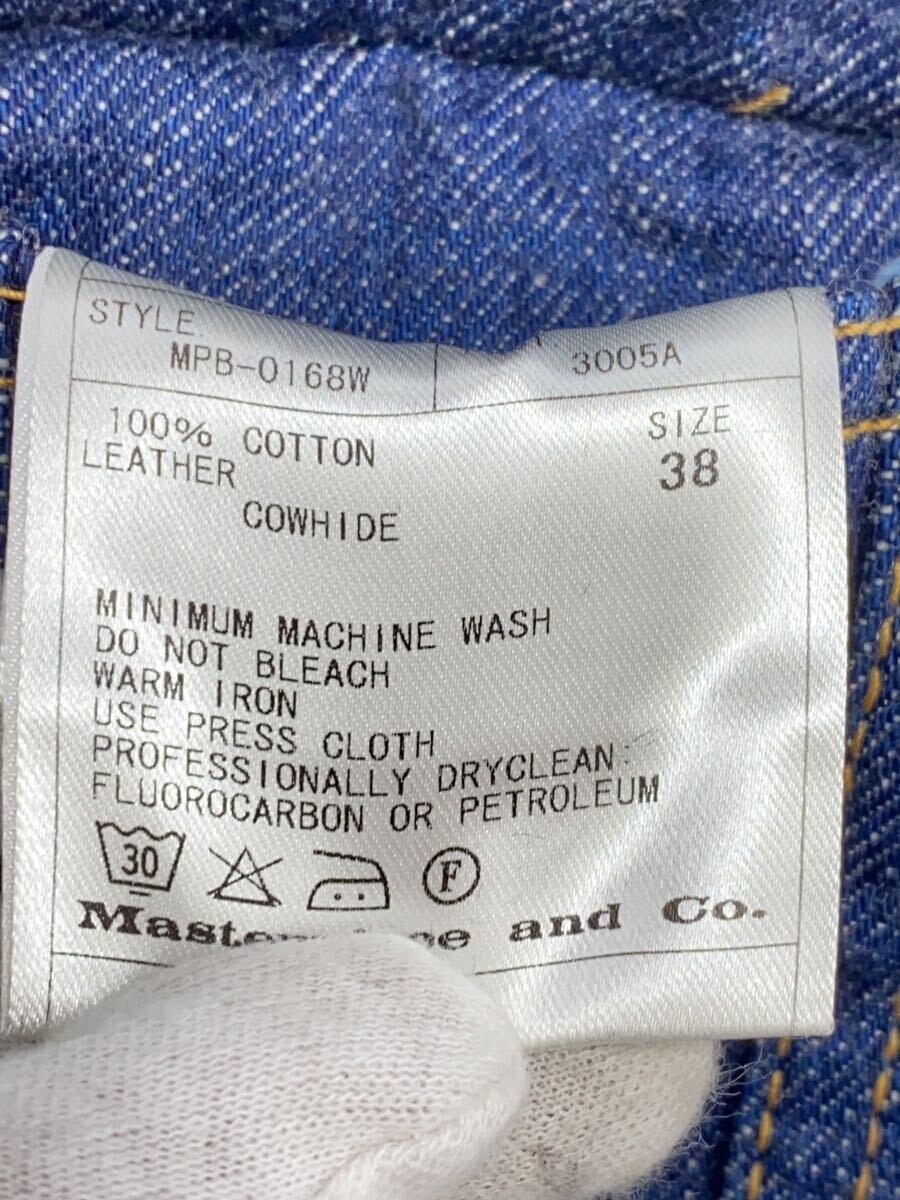 STYLE
MPB-0168W 3005A
100% COTTON SIZE
LEATHER 38
COWHIDE
MINIMUM MACHINE WASH
DO NOT BLEACH
WARM IRON
USE PRESS CLOTH
PROFESSIONALLY DRYCLEAN:
FLUOROCARBON OR PETROLEUM
30 F
and Co.